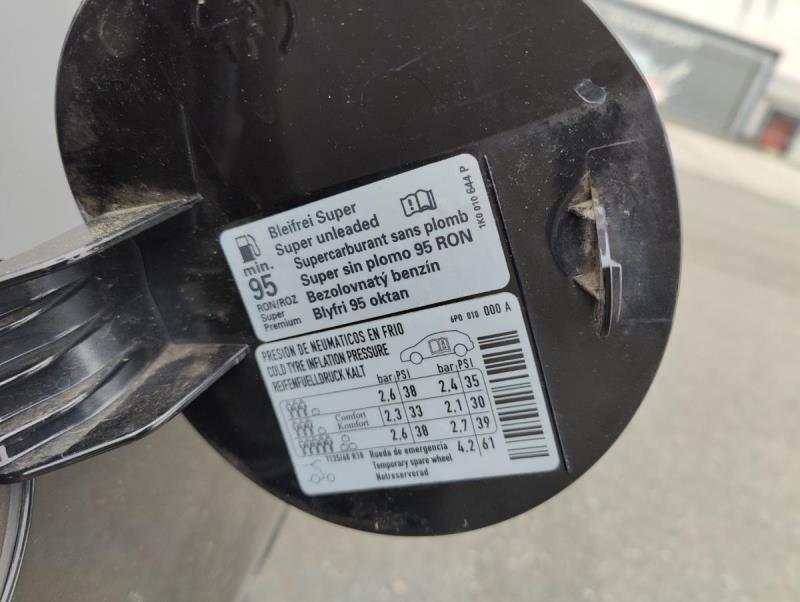 Bleifrei Super
Super unleaded
Supercarburant sans plomb
Super sin plomo 95 RON
Bezolovnatý benzín
Blyfri 95 oktan
min.
95
RON/ROZ
Super
Premium
1K0 010 644 P
6P0 010 000 A
PRESION DE NEUMATICOS EN FRIO
COLD TYRE INFLATION PRESSURE
REIFENFUELLDRUCK KALT
bar PSI bar PSI
2.6 38 2.4 35
Comfort
Komfort
2.3 33 2.1 30
2.6 38 2.7 39
T125/60 R18
Rueda de emergencia
Temporary spare wheel
Notreserverad
4.2 61